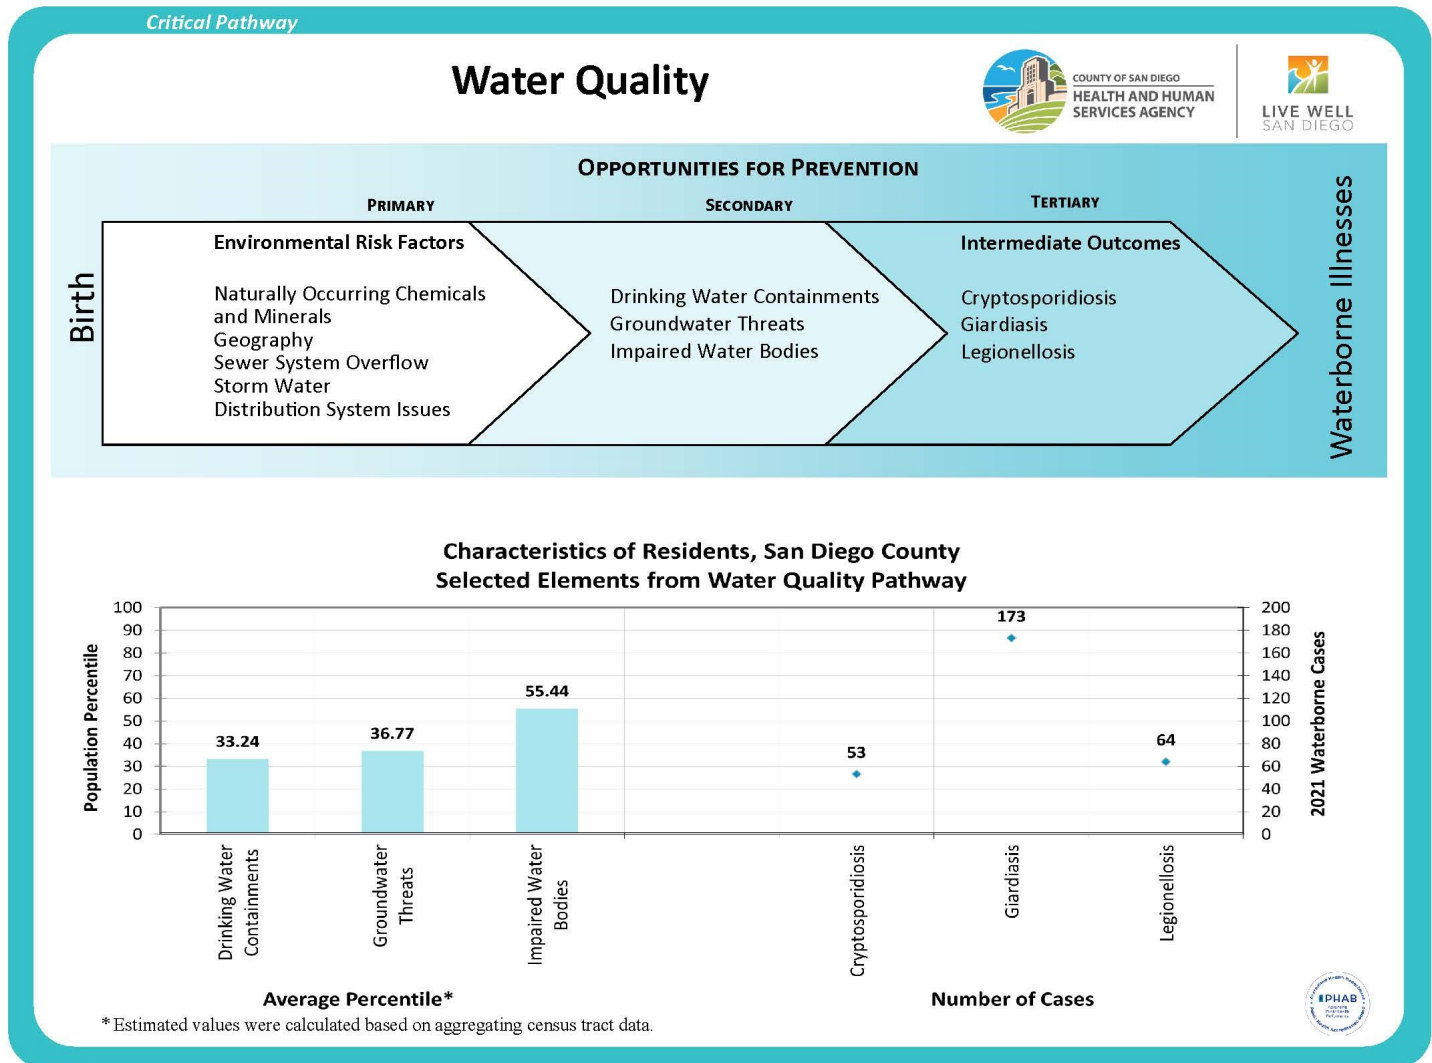 Critical Pathway
Water Quality
COUNTY OF SAN DIEGO
HEALTH AND HUMAN
SERVICES AGENCY
LIVE WELL
SAN DIEGO
OPPORTUNITIES FOR PREVENTION
PRIMARY
SECONDARY
TERTIARY
Birth
Environmental Risk Factors
Naturally Occurring Chemicals
and Minerals
Geography
Sewer System Overflow
Storm Water
Distribution System Issues
Drinking Water Containments
Groundwater Threats
Impaired Water Bodies
Intermediate Outcomes
Cryptosporidiosis
Giardiasis
Legionellosis
Waterborne Illnesses
Characteristics of Residents, San Diego County
Selected Elements from Water Quality Pathway
Population Percentile
100
90
80
70
60
50
40
30
20
10
0
33.24
36.77
55.44
53
173
64
200
180
160
140
120
100
80
60
40
20
0
2021 Waterborne Cases
Drinking Water
Containments
Groundwater
Threats
Impaired Water
Bodies
Cryptosporidiosis
Giardiasis
Legionellosis
Average Percentile*
Number of Cases
* Estimated values were calculated based on aggregating census tract data.
PHAB